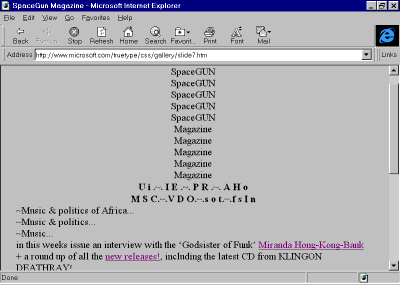 SpaceGun Magazine - Microsoft Internet Explorer
File Edit View Go Favorites Help
Back Stop Refresh Home Search Favorit.. Print Font Mail
Address http://www.microsoft.com/truetype/css/gallery/slide7.htm Links
SpaceGUN
SpaceGUN
SpaceGUN
SpaceGUN
SpaceGUN
Magazine
Magazine
Magazine
Magazine
Magazine
U i .~. I E .~. P R .~. A H o
M S C.~.V D O.~.s o t.~.f s I n
~Music & politics of Africa...
~Music & politics...
~Music...
in this weeks issue an interview with the ‘Godsister of Funk’ Miranda Hong-Kong-Bank
+ a round up of all the new releases!, including the latest CD from KLINGON
DEATHRAY!
Done